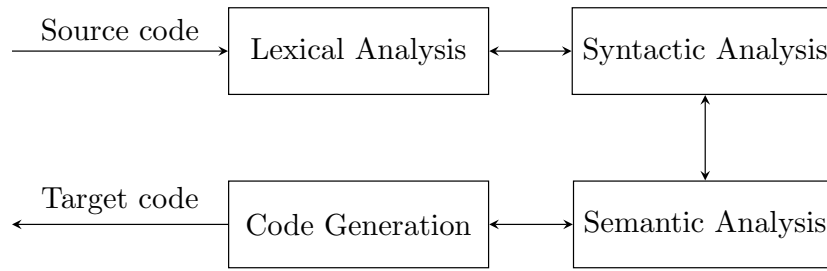 Source code
Lexical Analysis
Syntactic Analysis
Target code
Code Generation
Semantic Analysis